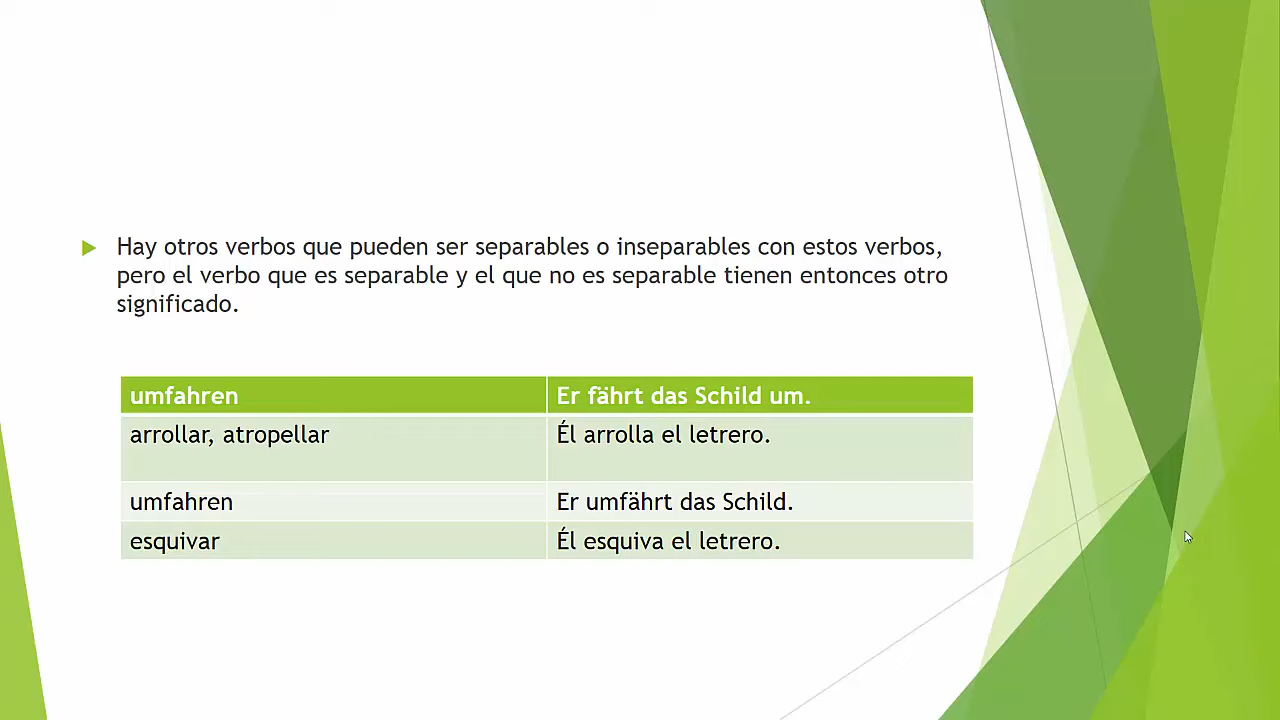 Hay otros verbos que pueden ser separables o inseparables con estos verbos,
pero el verbo que es separable y el que no es separable tienen entonces otro
significado.
umfahren Er fährt das Schild um.
arrollar, atropellar Él arrolla el letrero.
umfahren Er umfährt das Schild.
esquivar Él esquiva el letrero.